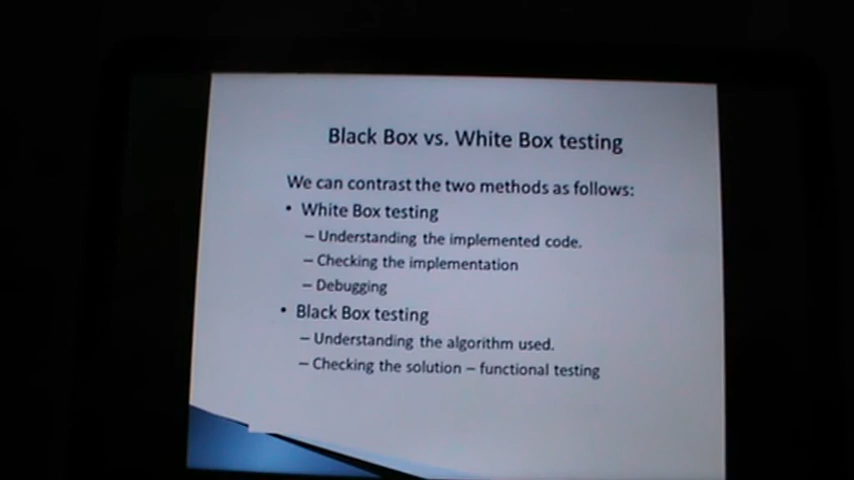 Black Box vs. White Box testing
We can contrast the two methods as follows:
• White Box testing
– Understanding the implemented code.
– Checking the implementation
– Debugging
• Black Box testing
– Understanding the algorithm used.
– Checking the solution – functional testing